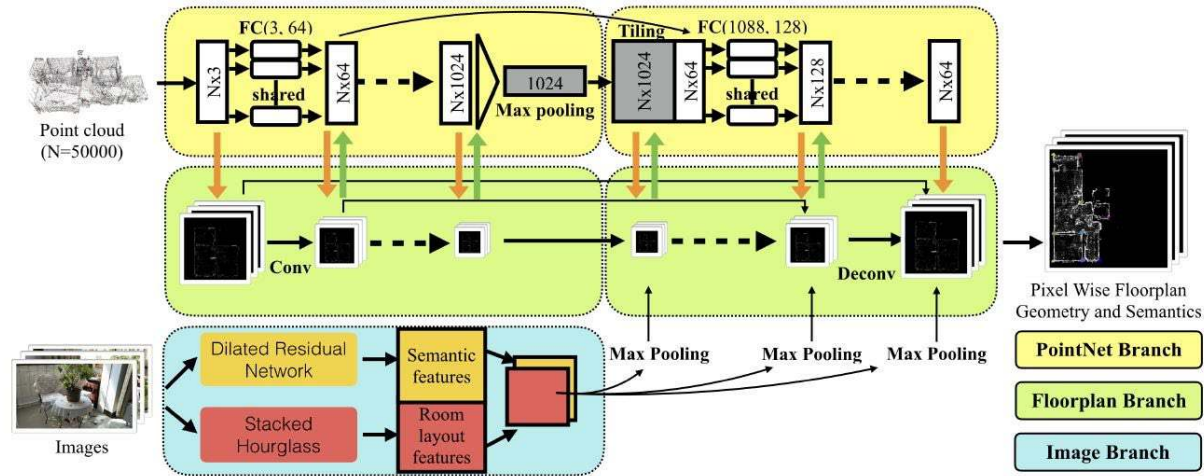 FC(3, 64)
Tiling
FC(1088, 128)
Nx3
shared
Nx64
Nx1024
1024
Max pooling
Nx1024
Nx64
shared
Nx128
Nx64
Point cloud
(N=50000)
Conv
Deconv
Pixel Wise Floorplan
Geometry and Semantics
Max Pooling
Max Pooling
Max Pooling
PointNet Branch
Floorplan Branch
Image Branch
Dilated Residual
Network
Semantic
features
Stacked
Hourglass
Room
layout
features
Images